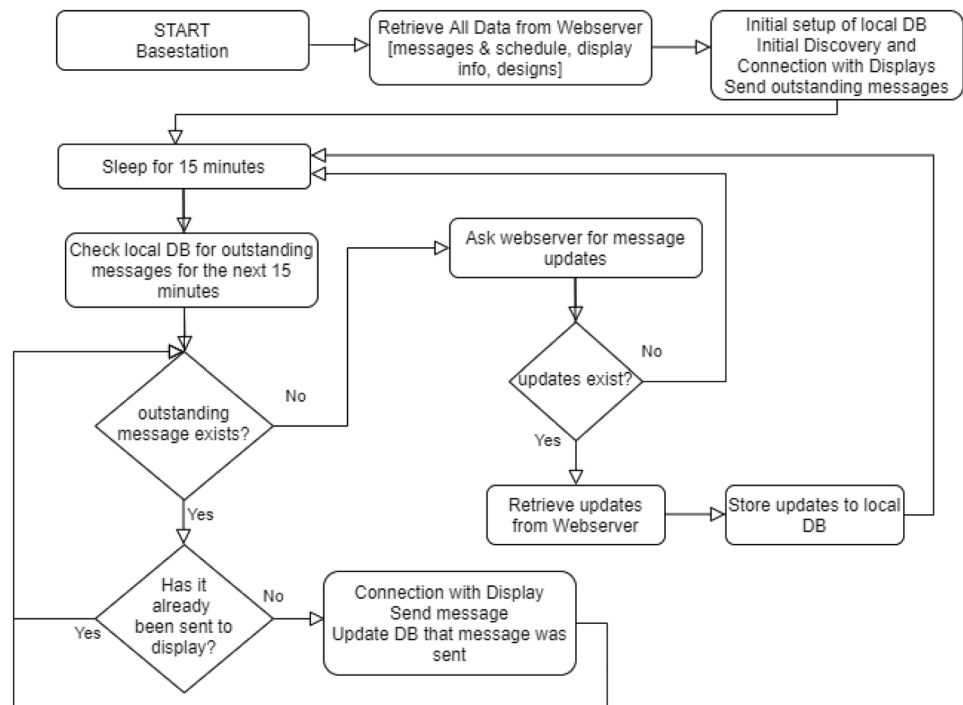 START
Basestation
Retrieve All Data from Webserver
[messages & schedule, display
info, designs]
Initial setup of local DB
Initial Discovery and
Connection with Displays
Send outstanding messages
Sleep for 15 minutes
Check local DB for outstanding
messages for the next 15
minutes
Ask webserver for message
updates
No
updates exist?
No
outstanding
message exists?
Yes
Retrieve updates
from Webserver
Store updates to local
DB
Yes
Has it
already
been sent to
display?
No
Yes
Connection with Display
Send message
Update DB that message was
sent